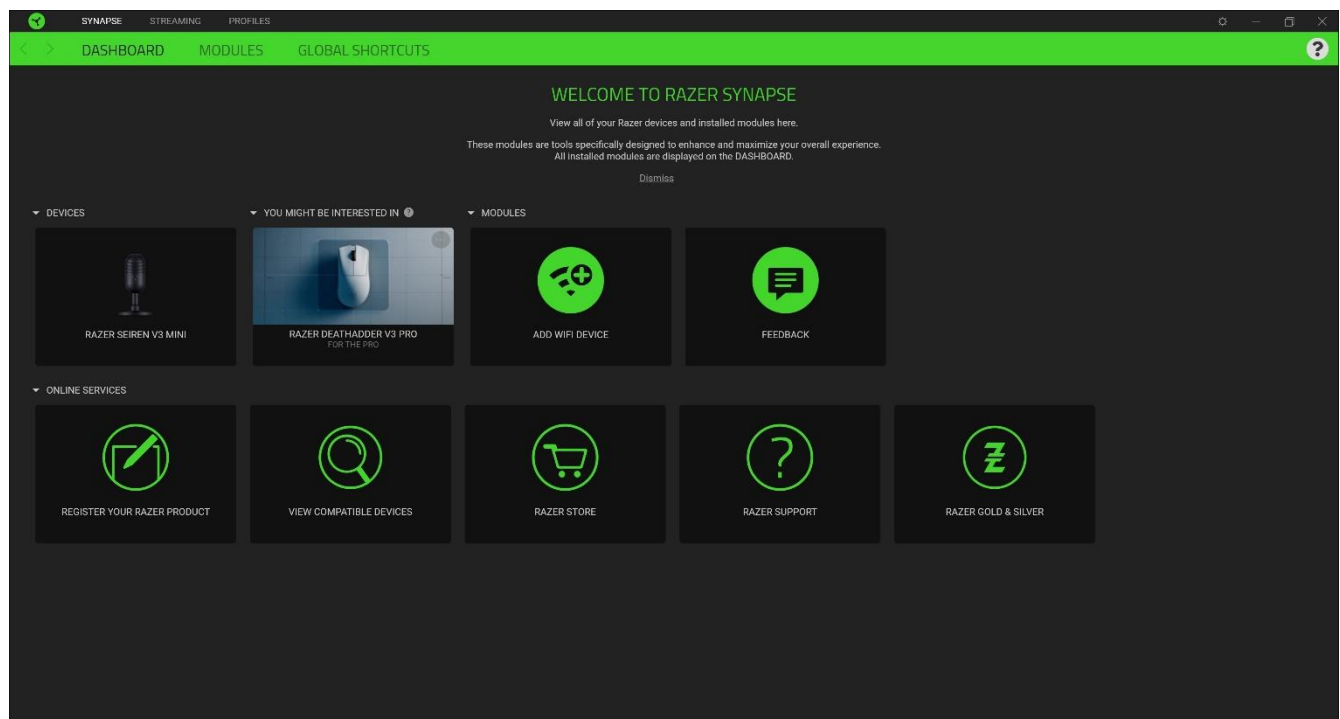 SYNAPSE STREAMING PROFILES
DASHBOARD MODULES GLOBAL SHORTCUTS
WELCOME TO RAZER SYNAPSE
View all of your Razer devices and installed modules here.
These modules are tools specifically designed to enhance and maximize your overall experience.
All installed modules are displayed on the DASHBOARD.
Dismiss
DEVICES
RAZER SEIREN V3 MINI
YOU MIGHT BE INTERESTED IN ?
RAZER DEATHADDER V3 PRO
FOR THE PRO
MODULES
ADD WIFI DEVICE
FEEDBACK
ONLINE SERVICES
REGISTER YOUR RAZER PRODUCT
VIEW COMPATIBLE DEVICES
RAZER STORE
RAZER SUPPORT
RAZER GOLD & SILVER